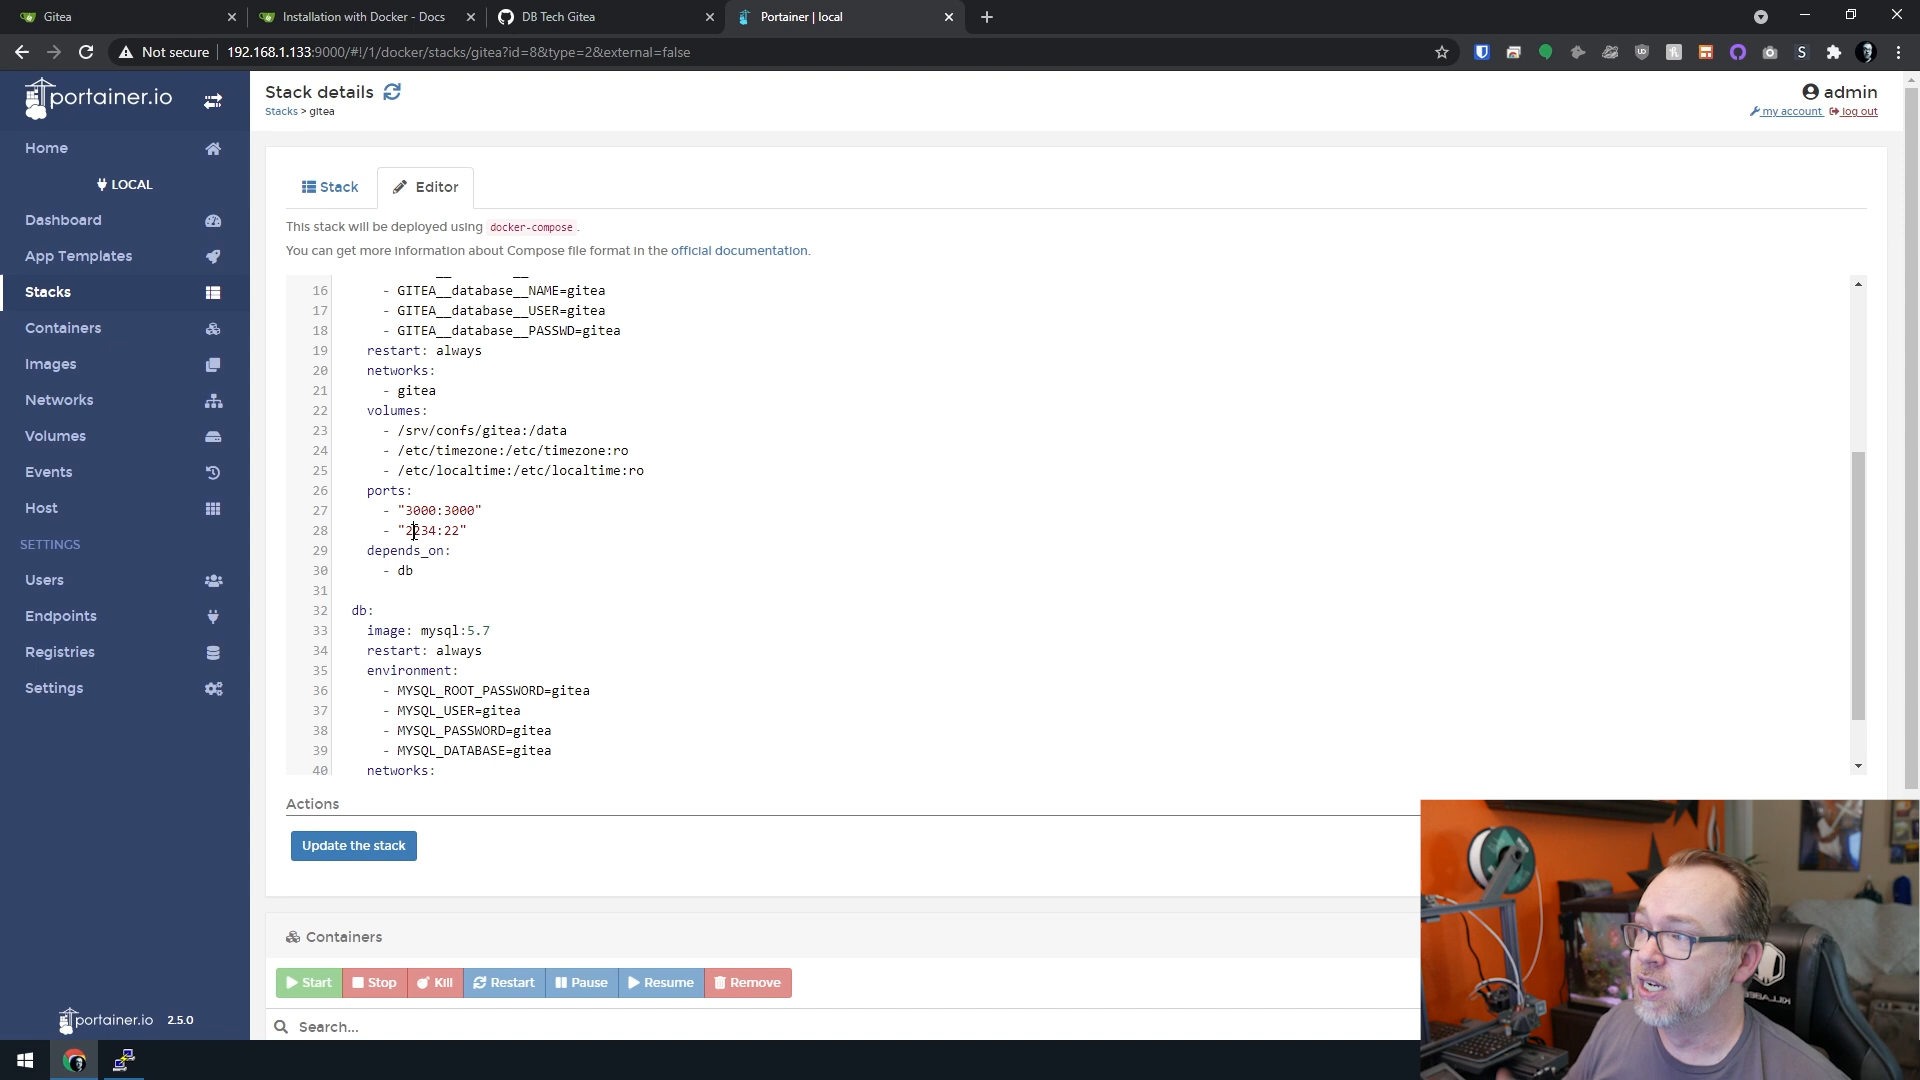 Gitea
Installation with Docker - Docs
DB Tech Gitea
Portainer | local
Not secure
192.168.1.133:9000/#!/1/docker/stacks/gitea?id=8&type=2&external=false
portainer.io
Stack details
Stacks > gitea
admin
my account
log out
Home
LOCAL
Dashboard
App Templates
Stacks
Containers
Images
Networks
Volumes
Events
Host
SETTINGS
Users
Endpoints
Registries
Settings
portainer.io 2.5.0
Stack
Editor
This stack will be deployed using docker-compose.
You can get more information about Compose file format in the official documentation.
16 - GITEA__database__NAME=gitea
17 - GITEA__database__USER=gitea
18 - GITEA__database__PASSWD=gitea
19 restart: always
20 networks:
21 - gitea
22 volumes:
23 - /srv/confs/gitea:/data
24 - /etc/timezone:/etc/timezone:ro
25 - /etc/localtime:/etc/localtime:ro
26 ports:
27 - "3000:3000"
28 - "2234:22"
29 depends_on:
30 - db
31
32 db:
33 image: mysql:5.7
34 restart: always
35 environment:
36 - MYSQL_ROOT_PASSWORD=gitea
37 - MYSQL_USER=gitea
38 - MYSQL_PASSWORD=gitea
39 - MYSQL_DATABASE=gitea
40 networks:
Actions
Update the stack
Containers
Start
Stop
Kill
Restart
Pause
Resume
Remove
Search...